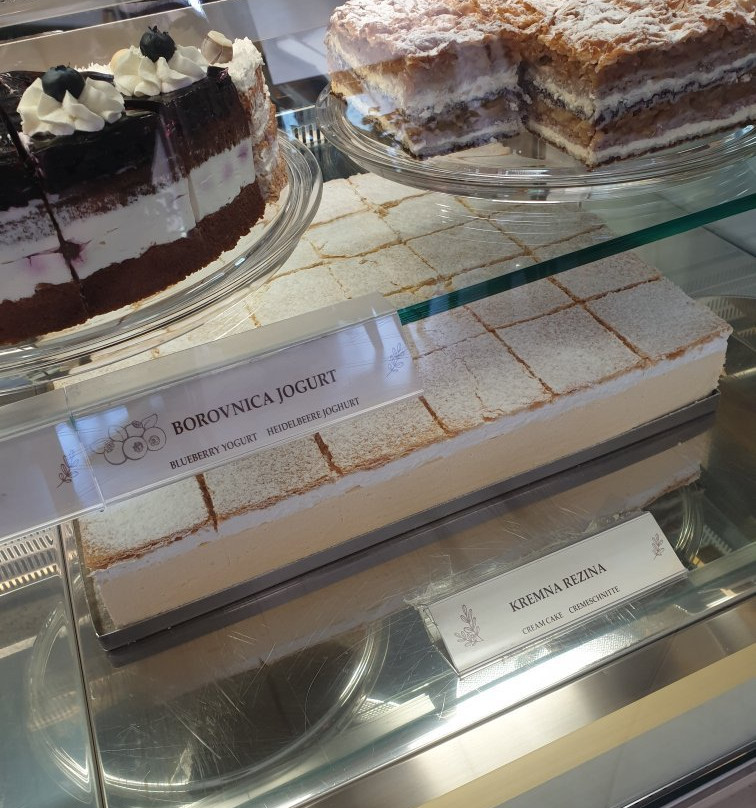 BOROVNICA JOGURT
BLUEBERRY YOGURT HEIDELBEERE JOGHURT
KREMNA REZINA
CREAM CAKE CREMESCHNITTE